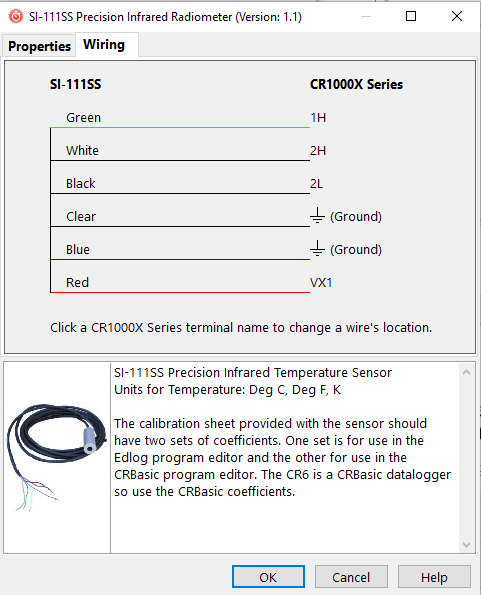 SI-111SS Precision Infrared Radiometer (Version: 1.1)
Properties Wiring
SI-111SS CR1000X Series
Green 1H
White 2H
Black 2L
Clear (Ground)
Blue (Ground)
Red VX1
Click a CR1000X Series terminal name to change a wire's location.
SI-111SS Precision Infrared Temperature Sensor
Units for Temperature: Deg C, Deg F, K
The calibration sheet provided with the sensor should
have two sets of coefficients. One set is for use in the
Edlog program editor and the other for use in the
CRBasic program editor. The CR6 is a CRBasic datalogger
so use the CRBasic coefficients.
OK Cancel Help